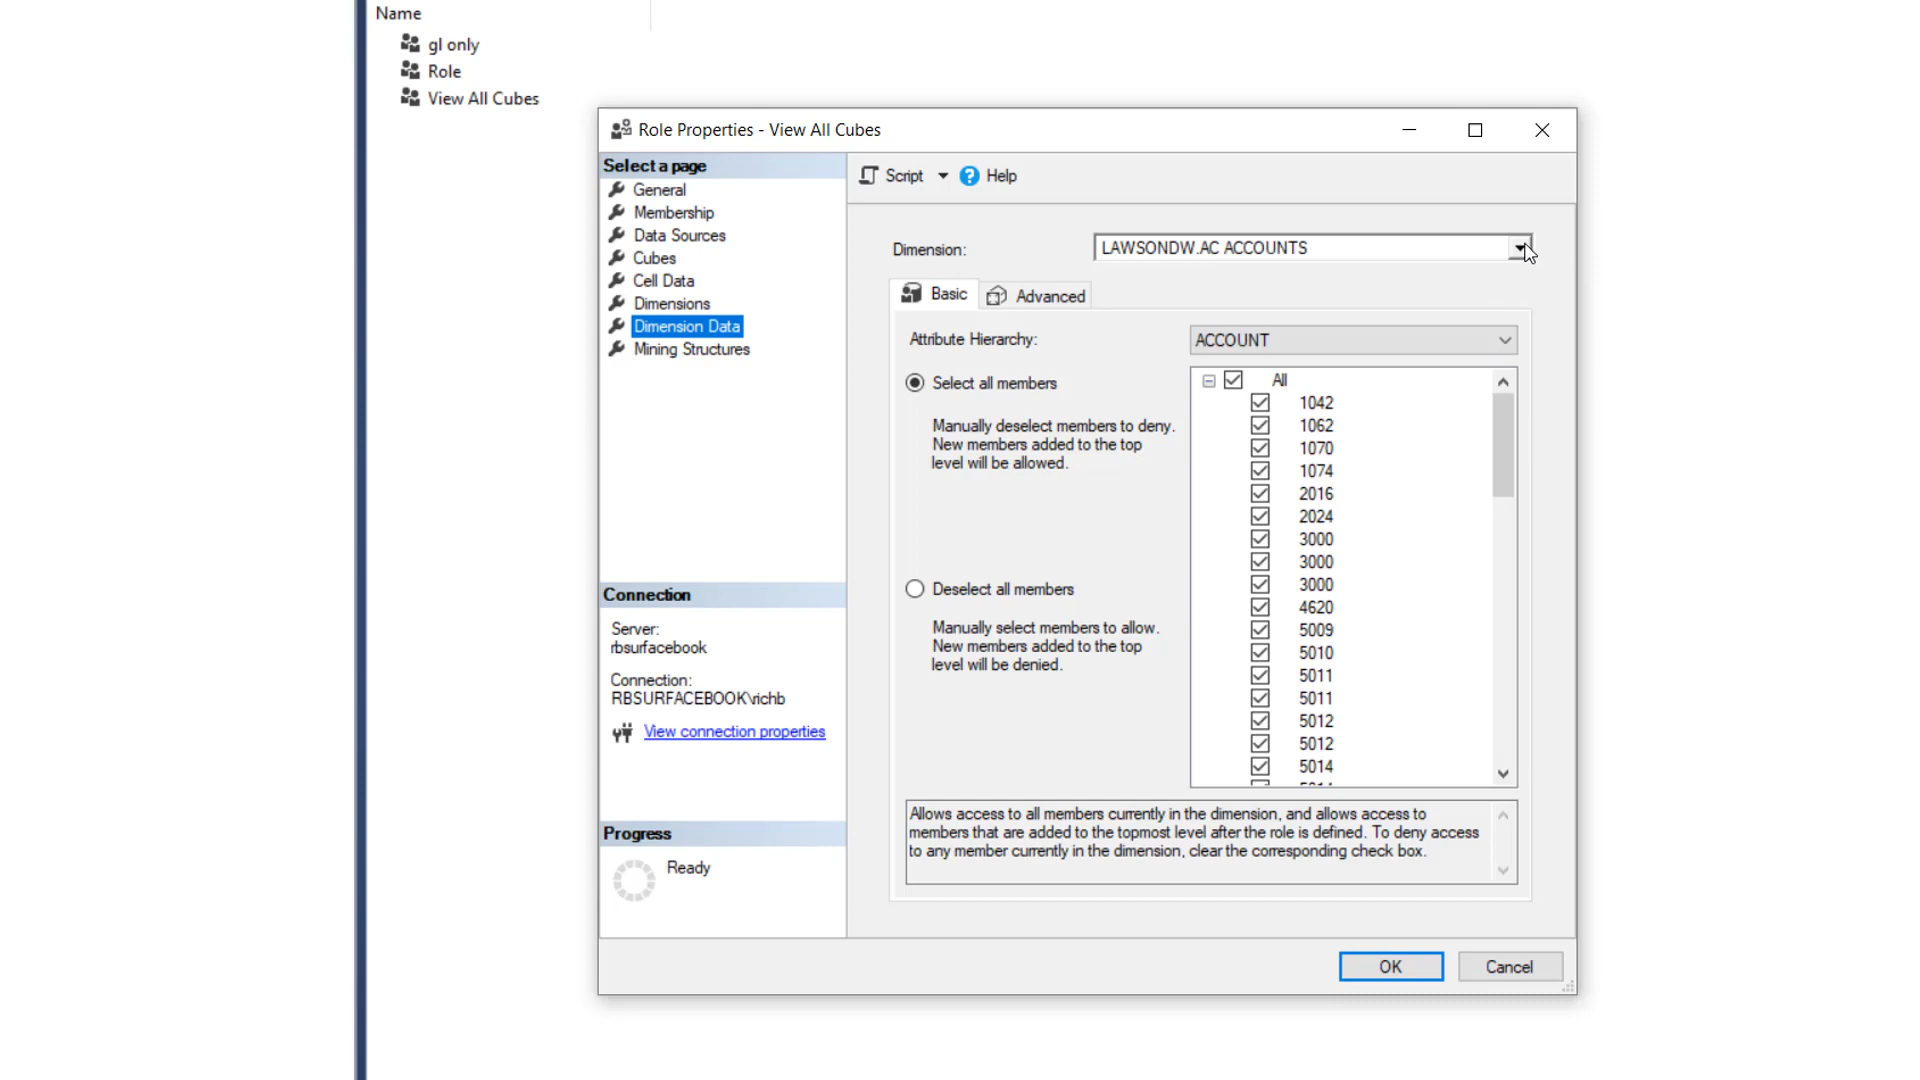 Name
gl only
Role
View All Cubes
Role Properties - View All Cubes
Select a page
General
Membership
Data Sources
Cubes
Cell Data
Dimensions
Dimension Data
Mining Structures
Connection
Server:
rbsurfacebook
Connection:
RBSURFACEBOOK\richb
View connection properties
Progress
Ready
Script
Help
Dimension:
LAWSONDW.AC ACCOUNTS
Basic
Advanced
Attribute Hierarchy:
ACCOUNT
Select all members
Manually deselect members to deny.
New members added to the top
level will be allowed.
Deselect all members
Manually select members to allow.
New members added to the top
level will be denied.
All
1042
1062
1070
1074
2016
2024
3000
3000
3000
4620
5009
5010
5011
5011
5012
5012
5014
Allows access to all members currently in the dimension, and allows access to
members that are added to the topmost level after the role is defined. To deny access
to any member currently in the dimension, clear the corresponding check box.
OK
Cancel